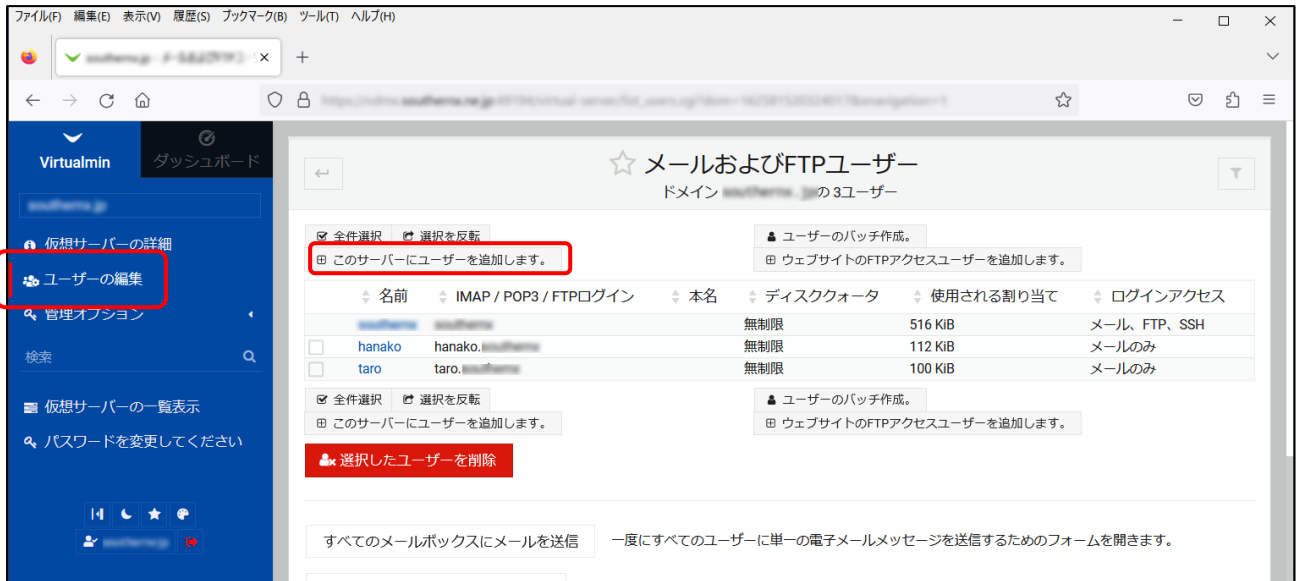 ファイル(F) 編集(E) 表示(V) 履歴(S) ブックマーク(B) ツール(T) ヘルプ(H)
Virtualmin
ダッシュボード
仮想サーバーの詳細
ユーザーの編集
管理オプション
検索
仮想サーバーの一覧表示
パスワードを変更してください
メールおよびFTPユーザー
ドメイン の3ユーザー
全件選択 選択を反転 ユーザーのバッチ作成。
このサーバーにユーザーを追加します。 ウェブサイトのFTPアクセスユーザーを追加します。
名前 IMAP / POP3 / FTPログイン 本名 ディスククォータ 使用される割り当て ログインアクセス
無制限 516 KiB メール、FTP、SSH
hanako hanako. 無制限 112 KiB メールのみ
taro taro. 無制限 100 KiB メールのみ
全件選択 選択を反転 ユーザーのバッチ作成。
このサーバーにユーザーを追加します。 ウェブサイトのFTPアクセスユーザーを追加します。
選択したユーザーを削除
すべてのメールボックスにメールを送信 一度にすべてのユーザーに単一の電子メールメッセージを送信するためのフォームを開きます。